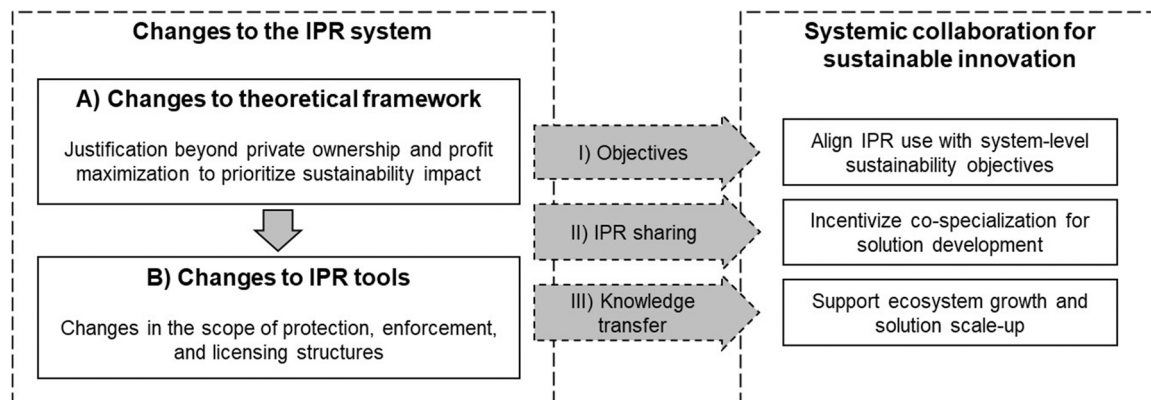 Changes to the IPR system
A) Changes to theoretical framework
Justification beyond private ownership and profit
maximization to prioritize sustainability impact
B) Changes to IPR tools
Changes in the scope of protection, enforcement,
and licensing structures
I) Objectives
II) IPR sharing
III) Knowledge
transfer
Systemic collaboration for
sustainable innovation
Align IPR use with system-level
sustainability objectives
Incentivize co-specialization for
solution development
Support ecosystem growth and
solution scale-up